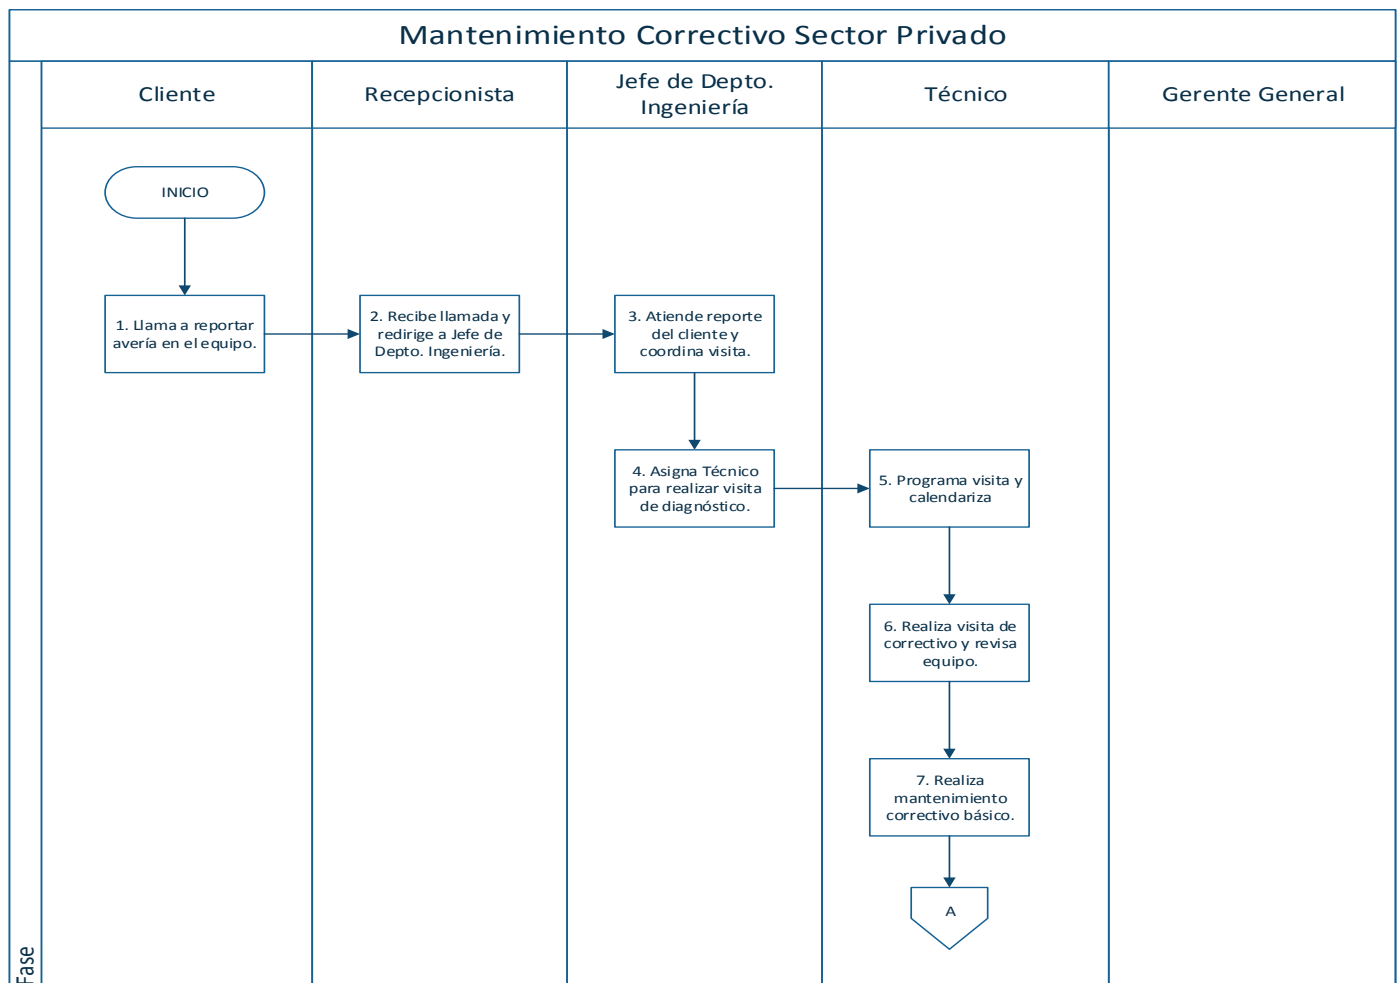 Mantenimiento Correctivo Sector Privado
Cliente
Recepcionista
Jefe de Depto.
Ingeniería
Técnico
Gerente General
INICIO
1. Llama a reportar
avería en el equipo.
2. Recibe llamada y
redirige a Jefe de
Depto. Ingeniería.
3. Atiende reporte
del cliente y
coordina visita.
4. Asigna Técnico
para realizar visita
de diagnóstico.
5. Programa visita y
calendariza
6. Realiza visita de
correctivo y revisa
equipo.
7. Realiza
mantenimiento
correctivo básico.
A
Fase